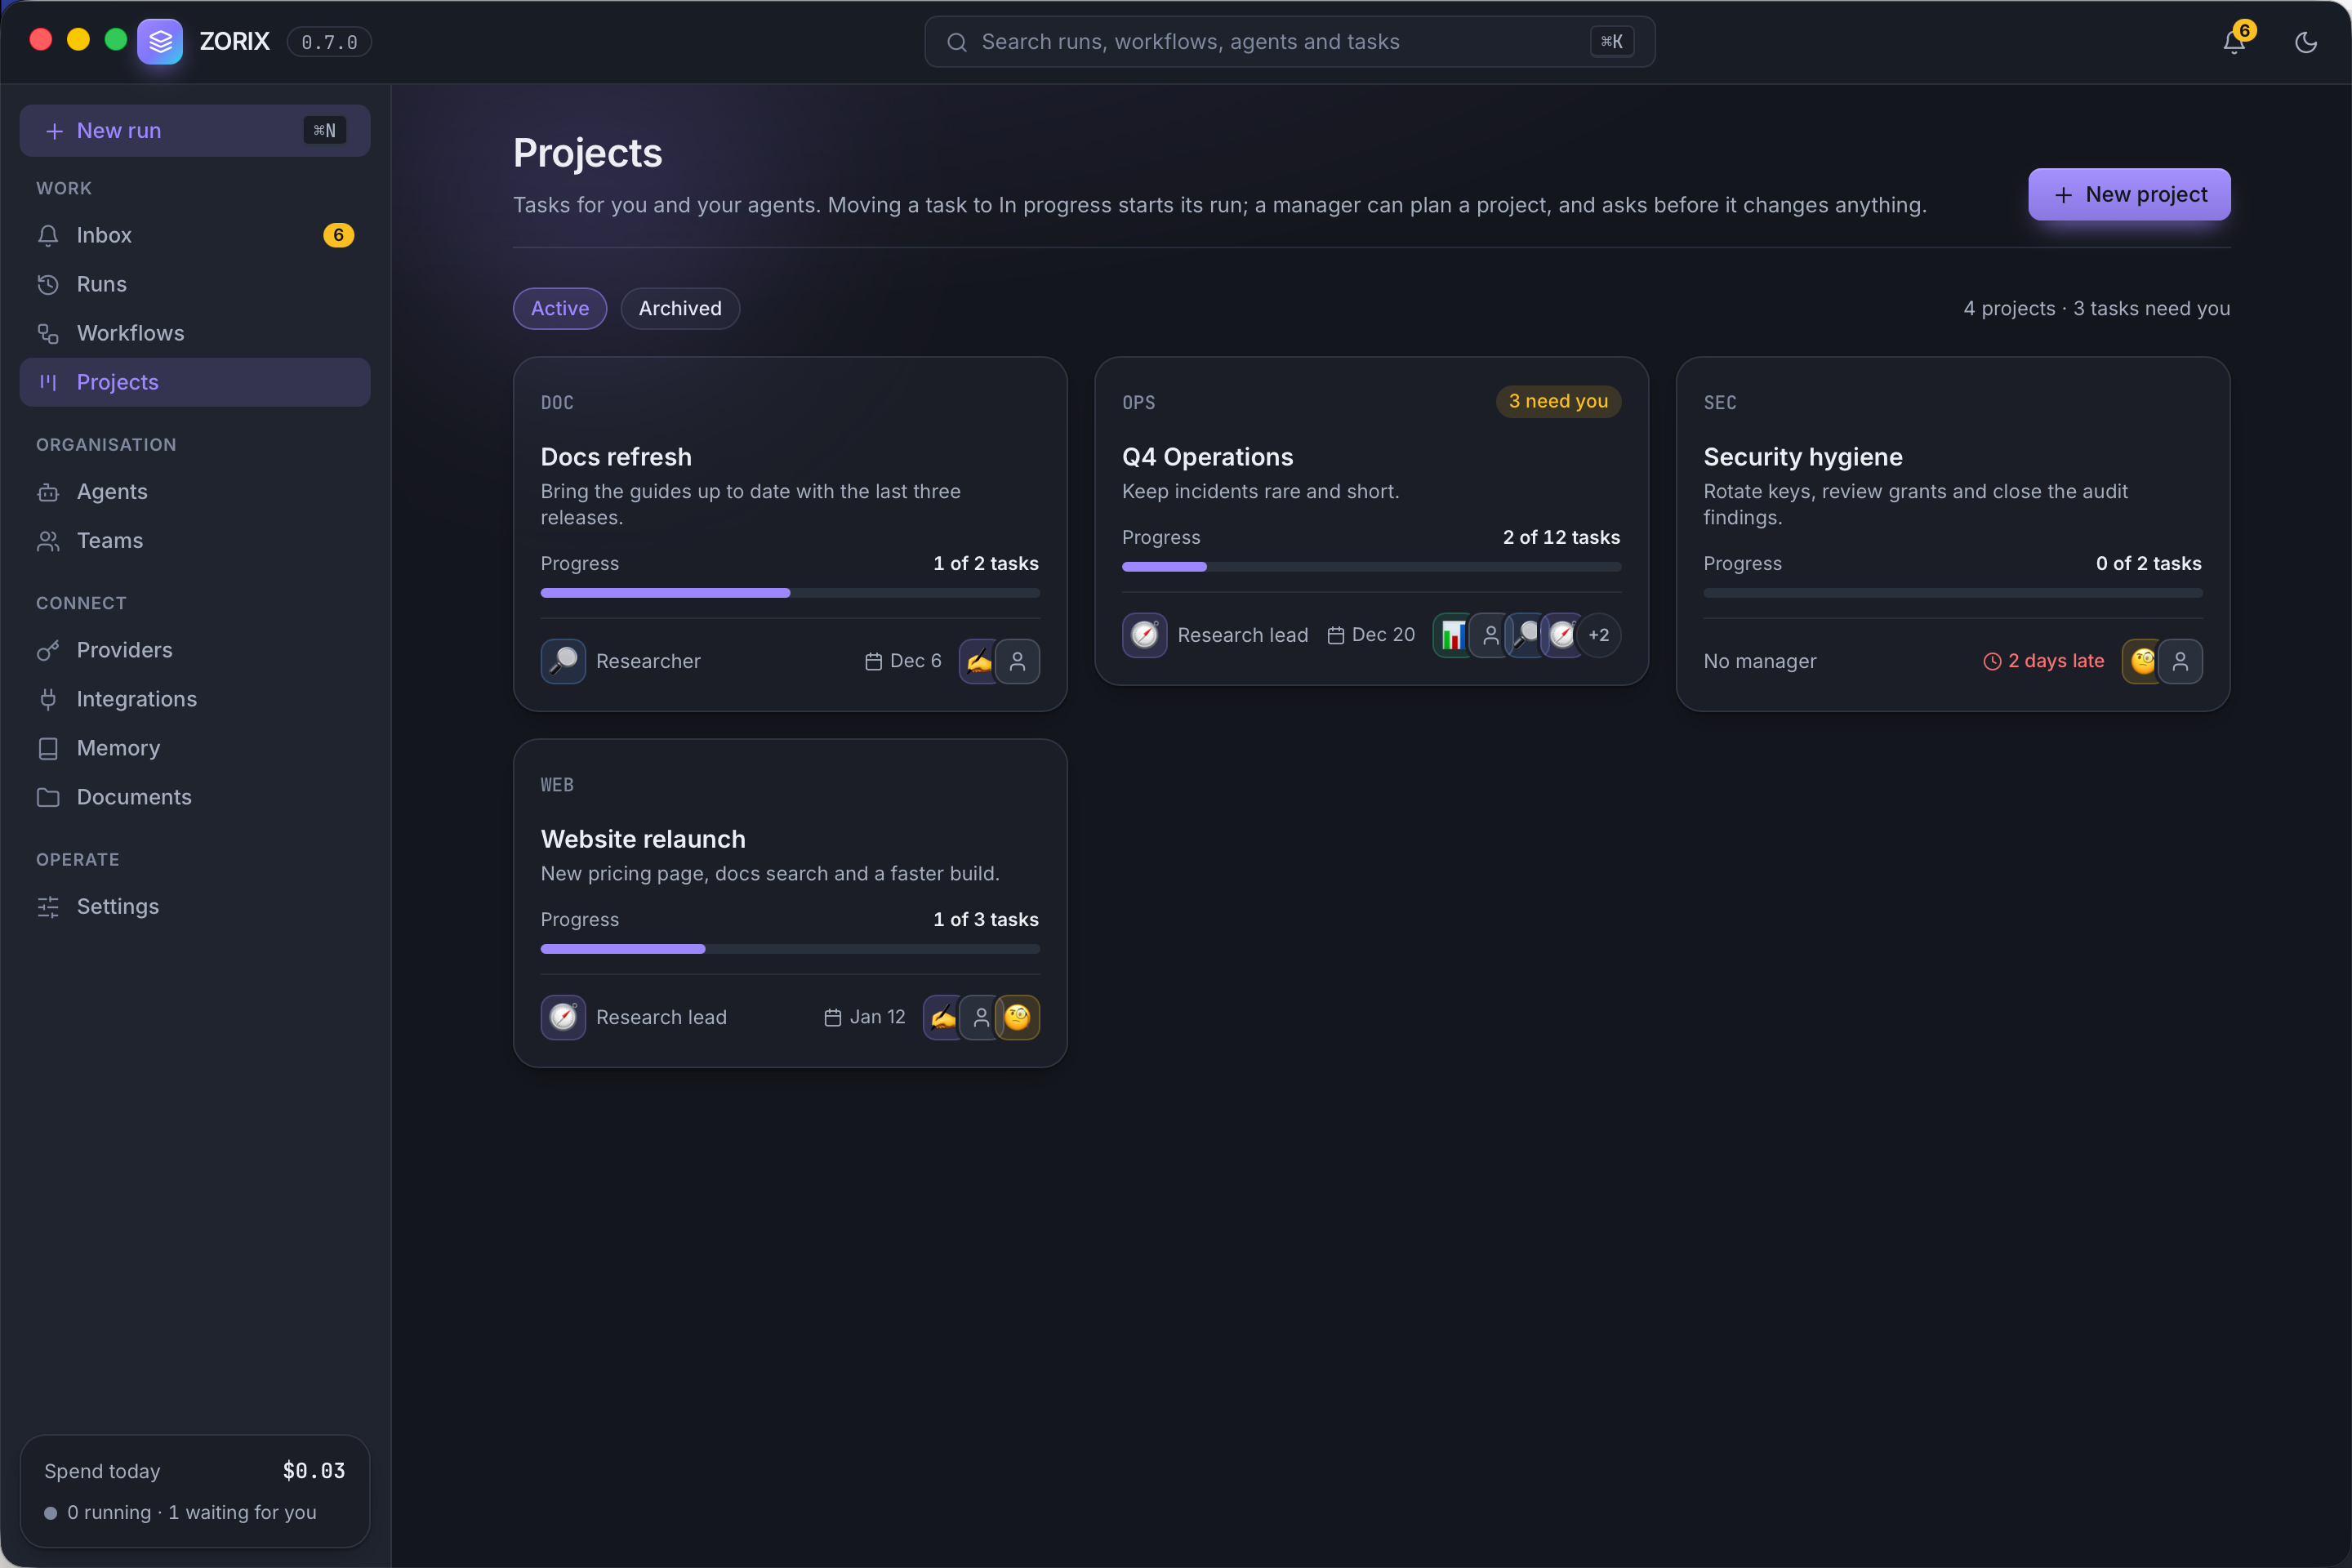 ZORIX 0.7.0
Search runs, workflows, agents and tasks ⌘K
6
New run ⌘N
WORK
Inbox 6
Runs
Workflows
Projects
ORGANISATION
Agents
Teams
CONNECT
Providers
Integrations
Memory
Documents
OPERATE
Settings
Spend today $0.03
0 running · 1 waiting for you
Projects
Tasks for you and your agents. Moving a task to In progress starts its run; a manager can plan a project, and asks before it changes anything.
New project
Active Archived
4 projects · 3 tasks need you
DOC
Docs refresh
Bring the guides up to date with the last three
releases.
Progress 1 of 2 tasks
Researcher Dec 6
OPS 3 need you
Q4 Operations
Keep incidents rare and short.
Progress 2 of 12 tasks
Research lead Dec 20 +2
SEC
Security hygiene
Rotate keys, review grants and close the audit
findings.
Progress 0 of 2 tasks
No manager 2 days late
WEB
Website relaunch
New pricing page, docs search and a faster build.
Progress 1 of 3 tasks
Research lead Jan 12